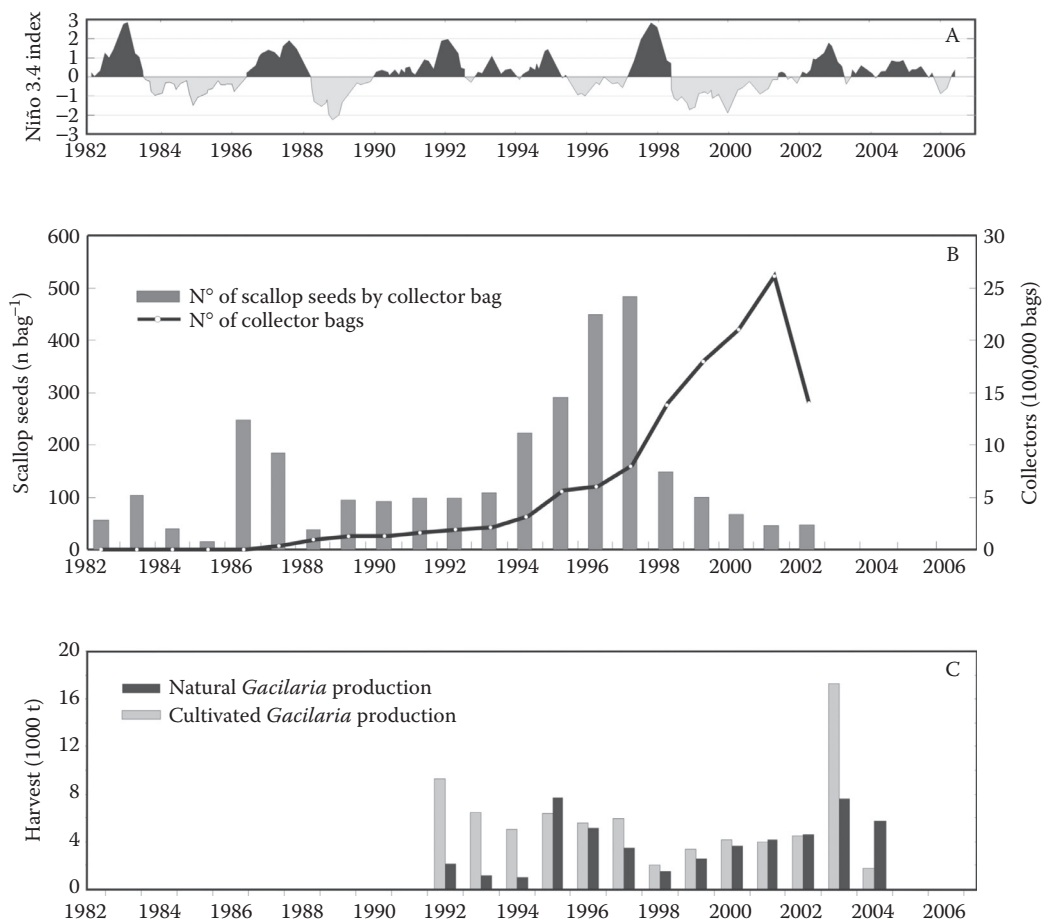 A
Niño 3.4 index
3
2
1
0
−1
−2
−3
1982 1984 1986 1988 1990 1992 1994 1996 1998 2000 2002 2004 2006
B
Scallop seeds (n bag−1)
600
500
400
300
200
100
0
N° of scallop seeds by collector bag
N° of collector bags
30
25
20
15
10
5
0
Collectors (100,000 bags)
1982 1984 1986 1988 1990 1992 1994 1996 1998 2000 2002 2004 2006
C
Harvest (1000 t)
20
16
12
8
4
0
Natural Gacilaria production
Cultivated Gacilaria production
1982 1984 1986 1988 1990 1992 1994 1996 1998 2000 2002 2004 2006